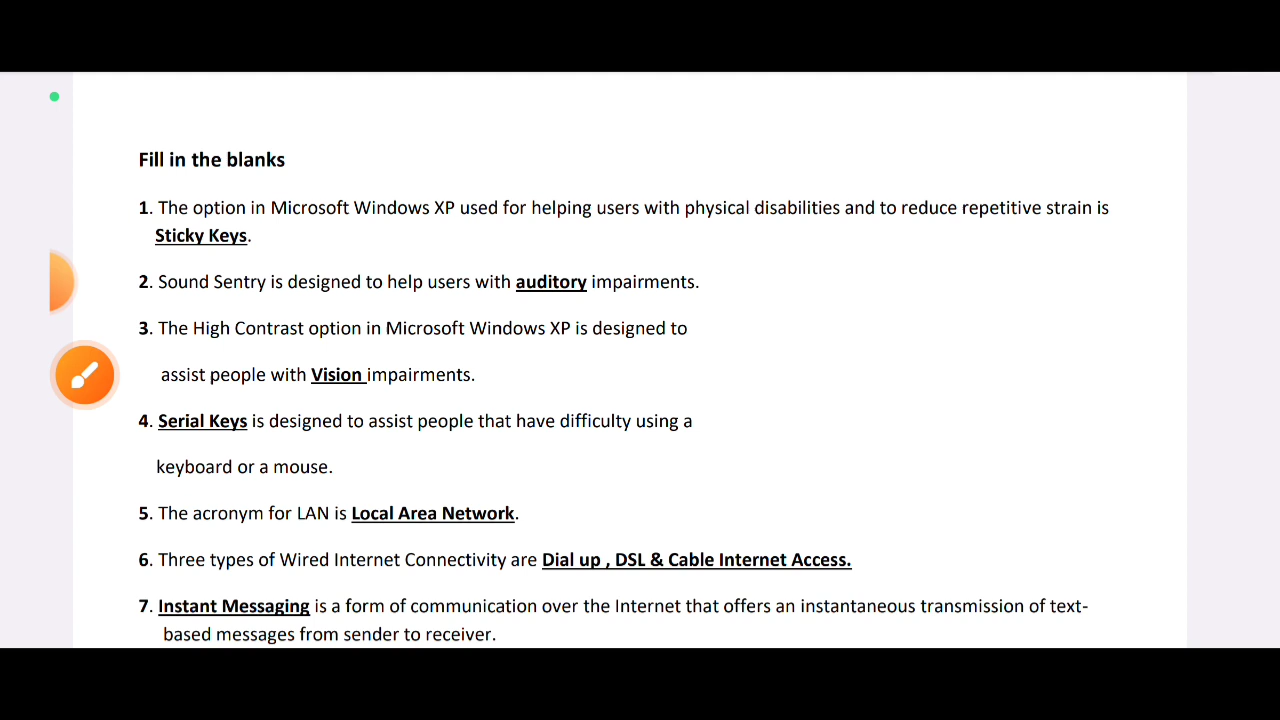 Fill in the blanks
1. The option in Microsoft Windows XP used for helping users with physical disabilities and to reduce repetitive strain is
Sticky Keys.
2. Sound Sentry is designed to help users with auditory impairments.
3. The High Contrast option in Microsoft Windows XP is designed to
assist people with Vision impairments.
4. Serial Keys is designed to assist people that have difficulty using a
keyboard or a mouse.
5. The acronym for LAN is Local Area Network.
6. Three types of Wired Internet Connectivity are Dial up , DSL & Cable Internet Access.
7. Instant Messaging is a form of communication over the Internet that offers an instantaneous transmission of text-
based messages from sender to receiver.